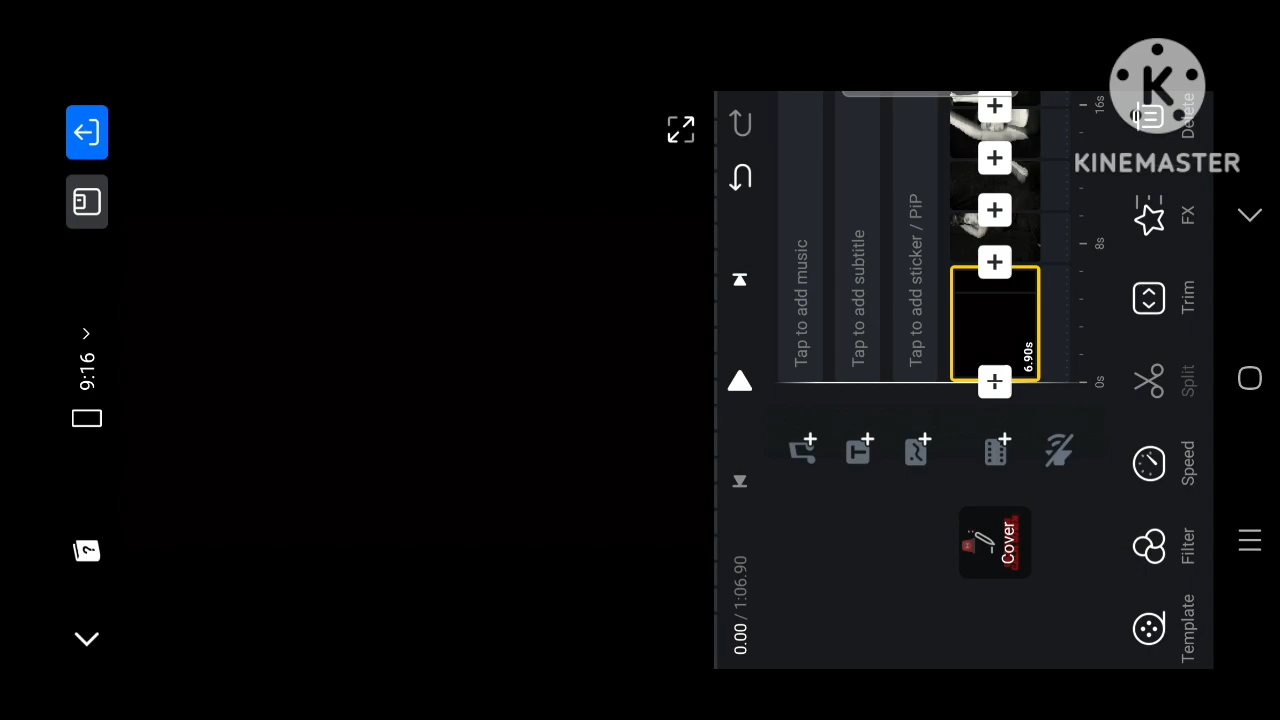 9:16
0.00 / 1:06.90
Tap to add music
Tap to add subtitle
Tap to add sticker / PiP
6.90s
0s
8s
16s
Cover
Template
Filter
Speed
Split
Trim
FX
Delete
K
KINEMASTER